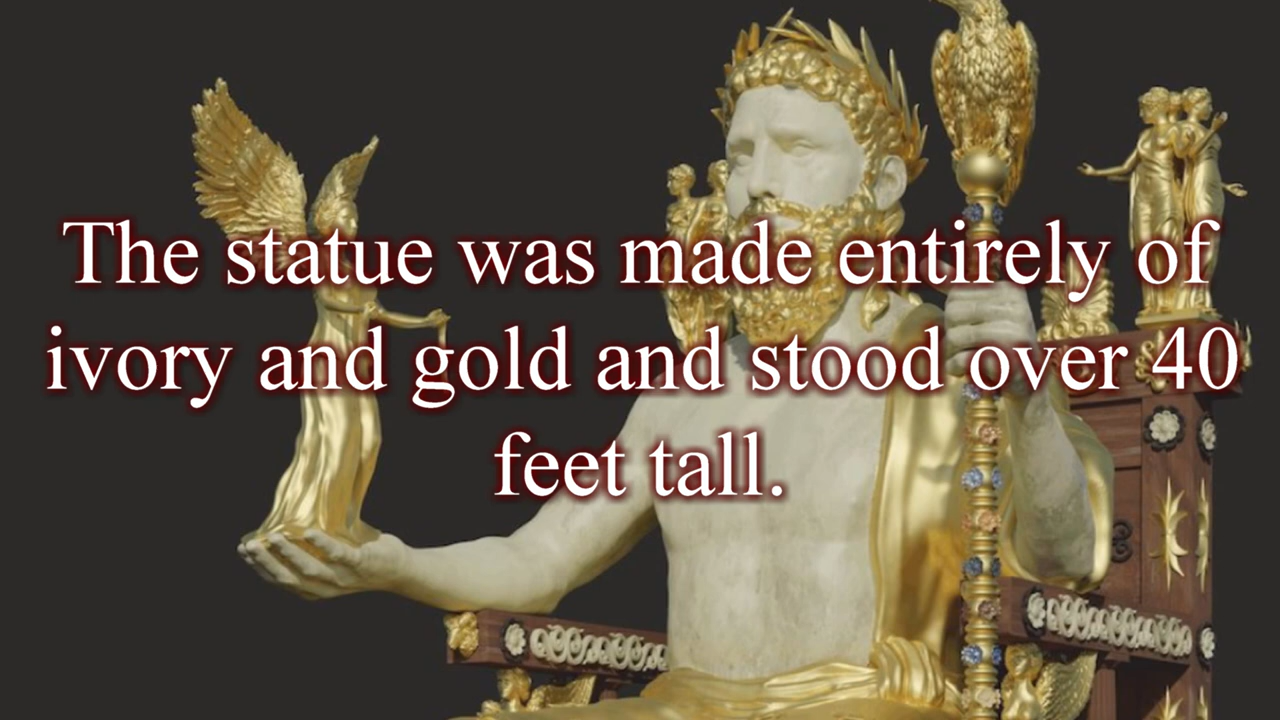 The statue was made entirely of
ivory and gold and stood over 40
feet tall.